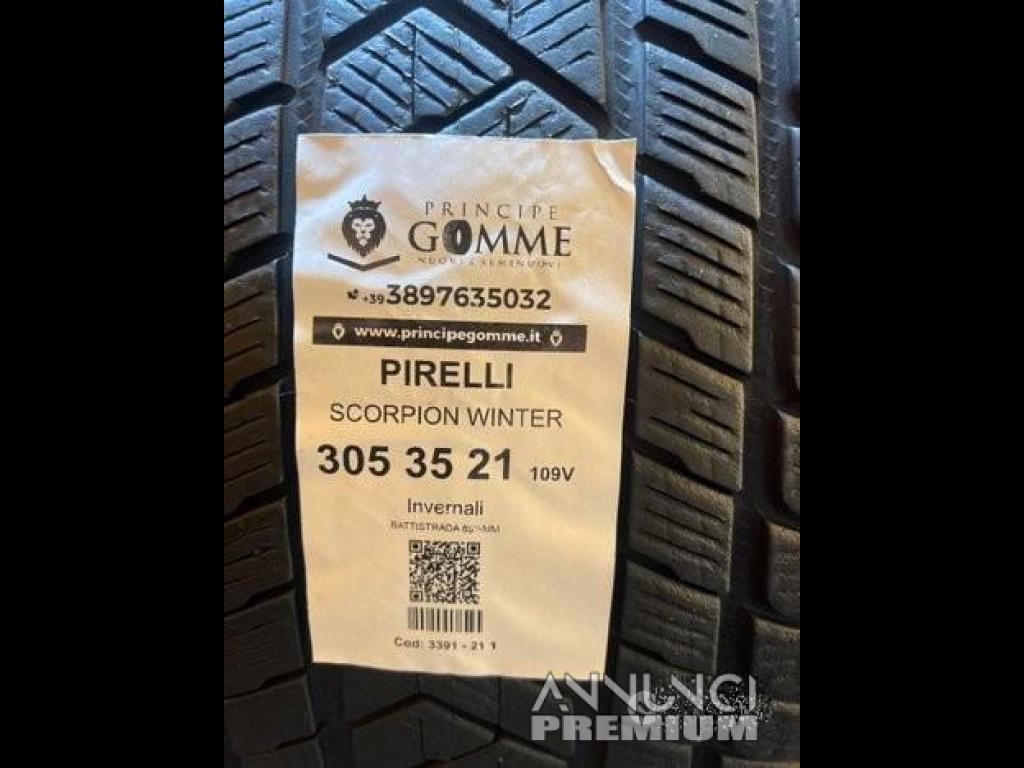 PRINCIPE
GOMME
NUOVE E SEMINUOVE
+39 3897635032
www.principegomme.it
PIRELLI
SCORPION WINTER
305 35 21 109V
Invernali
BATTISTRADA
Cod: 3391 - 21 1
ANNUNCI
PREMIUM